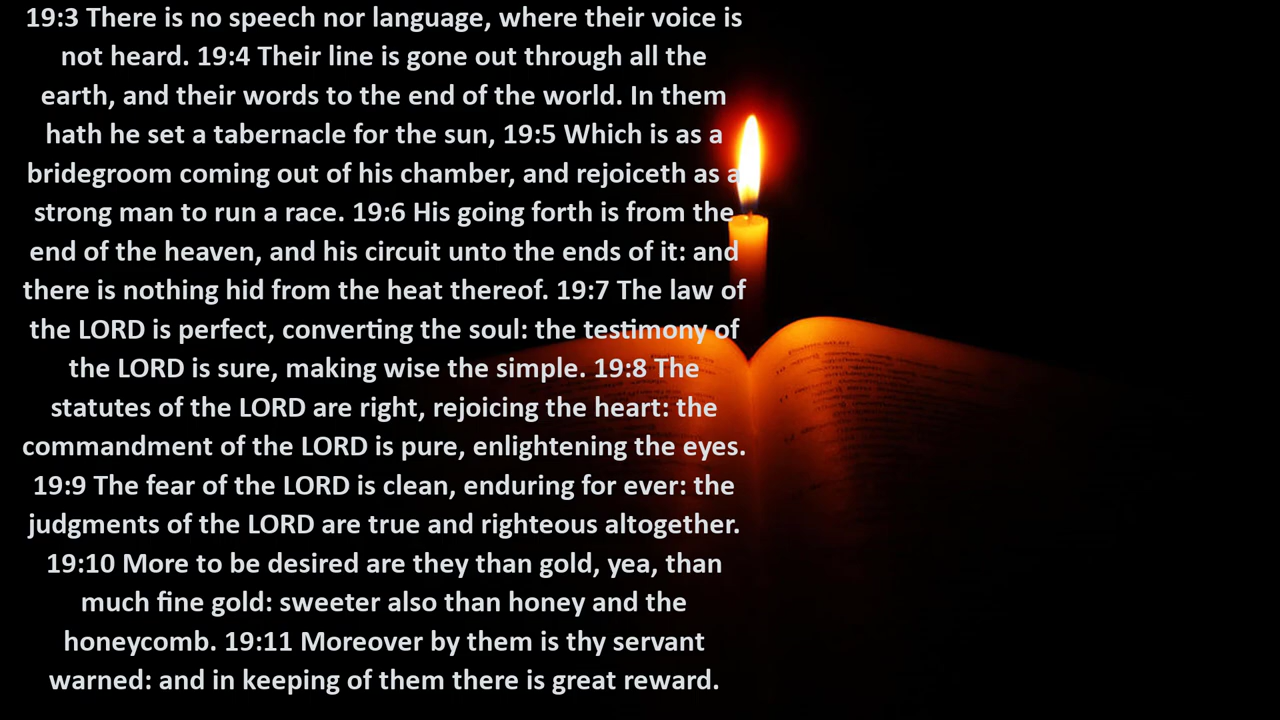 19:3 There is no speech nor language, where their voice is
not heard. 19:4 Their line is gone out through all the
earth, and their words to the end of the world. In them
hath he set a tabernacle for the sun, 19:5 Which is as a
bridegroom coming out of his chamber, and rejoiceth as a
strong man to run a race. 19:6 His going forth is from the
end of the heaven, and his circuit unto the ends of it: and
there is nothing hid from the heat thereof. 19:7 The law of
the LORD is perfect, converting the soul: the testimony of
the LORD is sure, making wise the simple. 19:8 The
statutes of the LORD are right, rejoicing the heart: the
commandment of the LORD is pure, enlightening the eyes.
19:9 The fear of the LORD is clean, enduring for ever: the
judgments of the LORD are true and righteous altogether.
19:10 More to be desired are they than gold, yea, than
much fine gold: sweeter also than honey and the
honeycomb. 19:11 Moreover by them is thy servant
warned: and in keeping of them there is great reward.